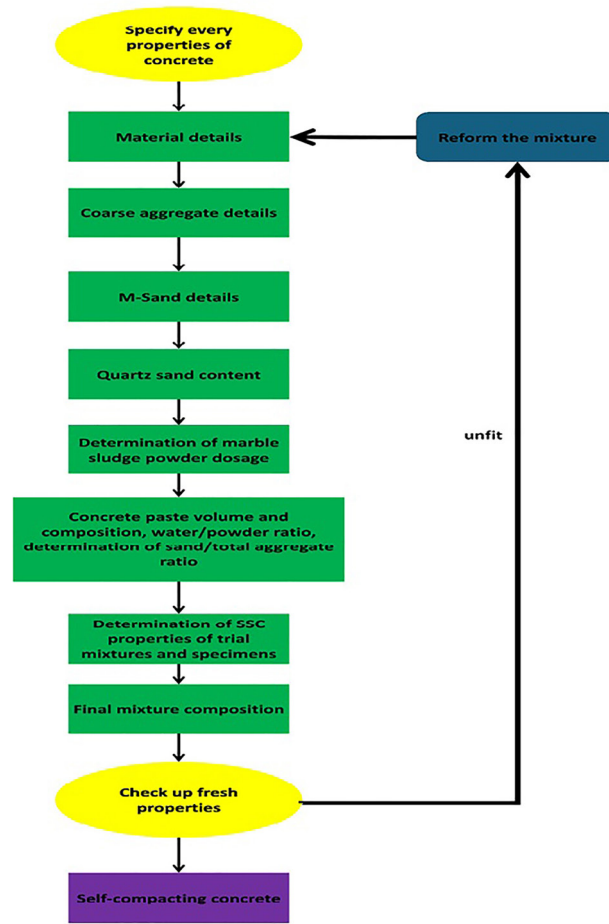 Specify every
properties of
concrete
Material details
Reform the mixture
Coarse aggregate details
M-Sand details
Quartz sand content
unfit
Determination of marble
sludge powder dosage
Concrete paste volume and
composition, water/powder ratio,
determination of sand/total aggregate
ratio
Determination of SSC
properties of trial
mixtures and specimens
Final mixture composition
Check up fresh
properties
Self-compacting concrete